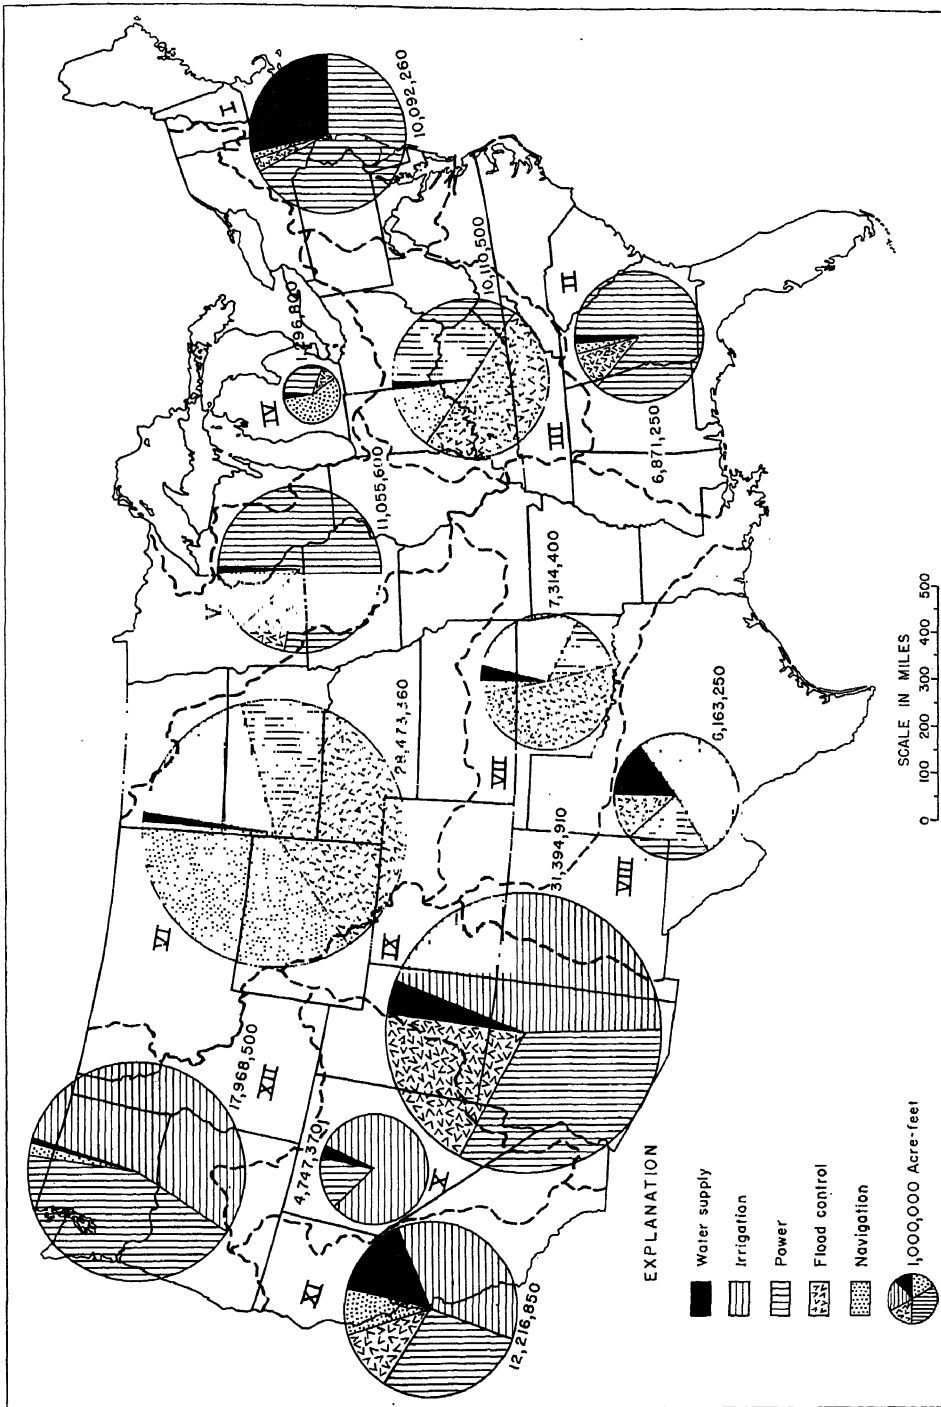 17,968,500
XII
VI
28,473,360
V
11,055,600
IV
I
10,092,260
4,747,370
X
XI
12,216,850
IX
31,394,910
VII
7,314,400
III
10,110,500
II
6,871,250
VIII
6,163,250
EXPLANATION
Water supply
Irrigation
Power
Flood control
Navigation
1,000,000 Acre-feet
SCALE IN MILES
0 100 200 300 400 500